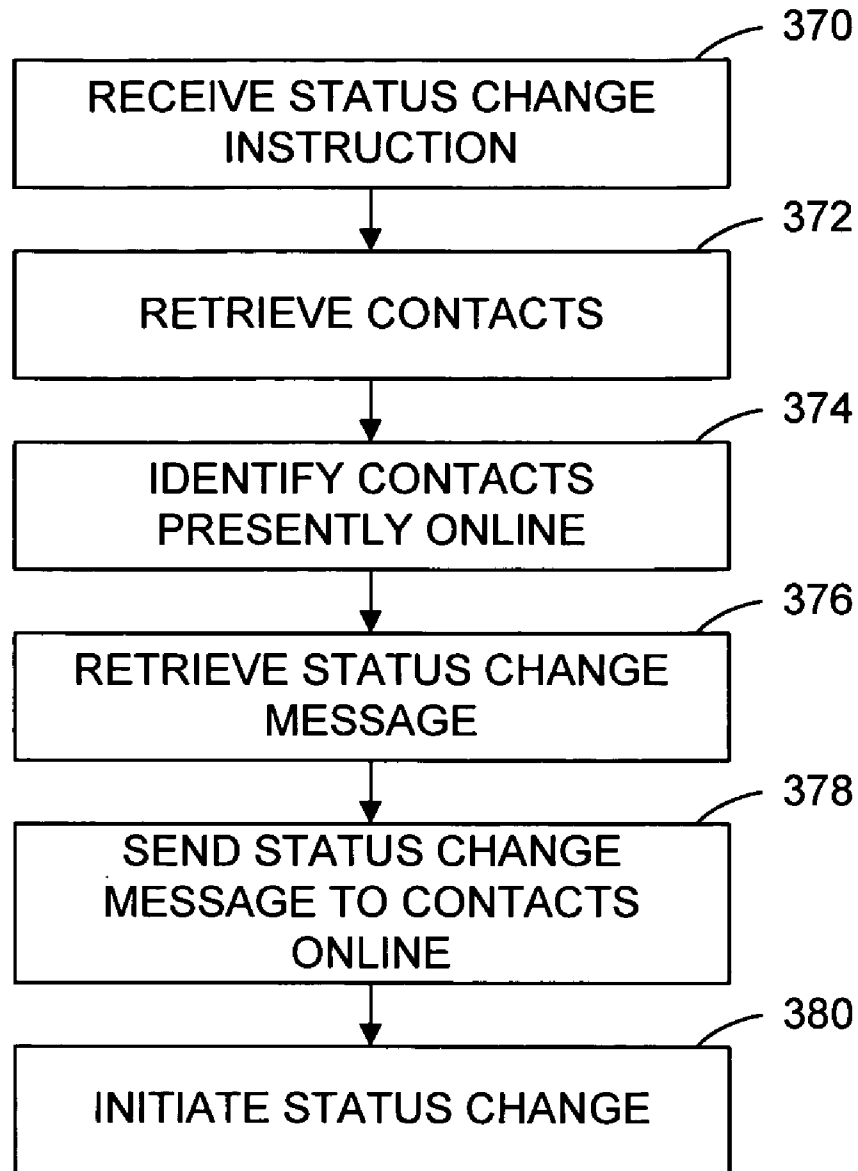 370
RECEIVE STATUS CHANGE
INSTRUCTION
372
RETRIEVE CONTACTS
374
IDENTIFY CONTACTS
PRESENTLY ONLINE
376
RETRIEVE STATUS CHANGE
MESSAGE
378
SEND STATUS CHANGE
MESSAGE TO CONTACTS
ONLINE
380
INITIATE STATUS CHANGE